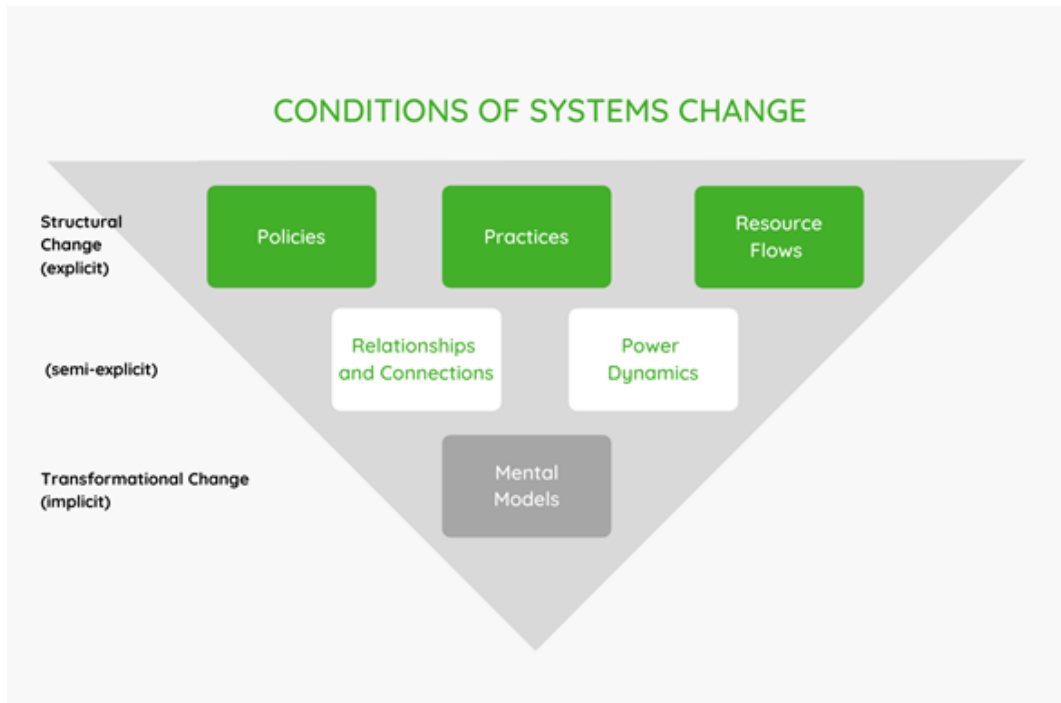 CONDITIONS OF SYSTEMS CHANGE
Structural
Change
(explicit)
Policies
Practices
Resource
Flows
(semi-explicit)
Relationships
and Connections
Power
Dynamics
Transformational Change
(implicit)
Mental
Models